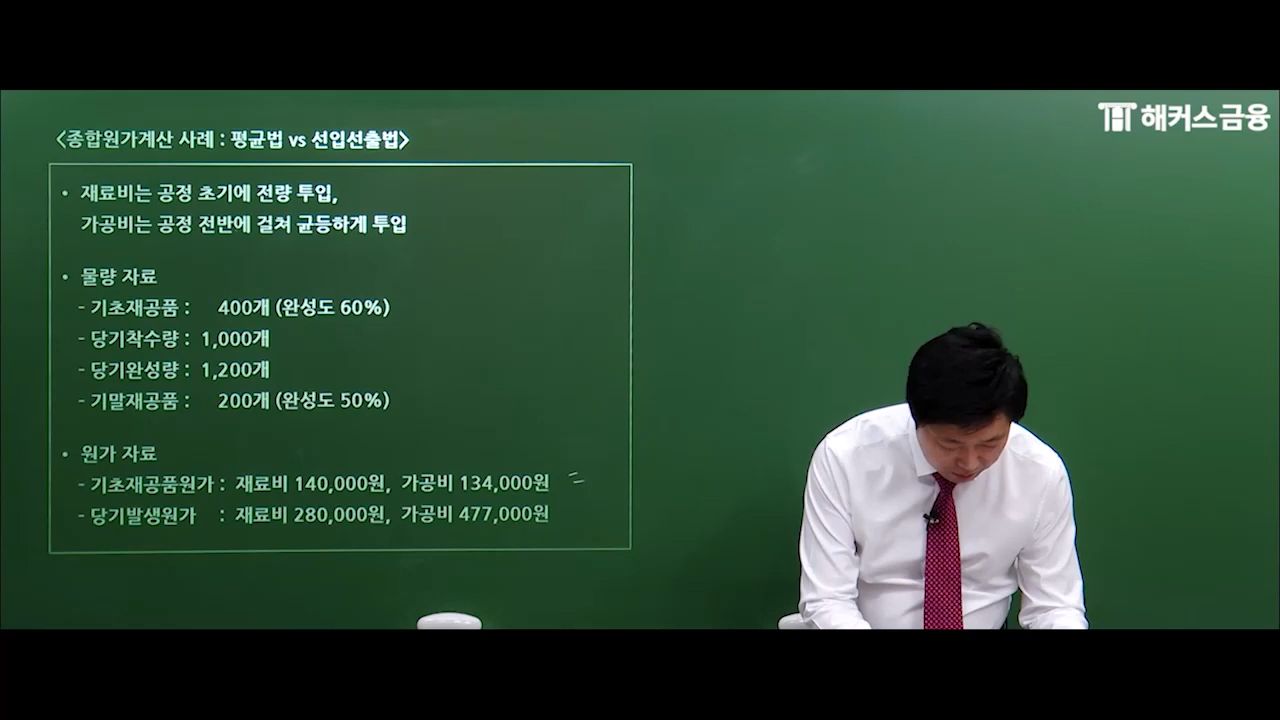 해커스금융
<종합원가계산 사례 : 평균법 vs 선입선출법>
• 재료비는 공정 초기에 전량 투입,
가공비는 공정 전반에 걸쳐 균등하게 투입
• 물량 자료
- 기초재공품 : 400개 (완성도 60%)
- 당기착수량 : 1,000개
- 당기완성량 : 1,200개
- 기말재공품 : 200개 (완성도 50%)
• 원가 자료
- 기초재공품원가 : 재료비 140,000원, 가공비 134,000원
- 당기발생원가 : 재료비 280,000원, 가공비 477,000원